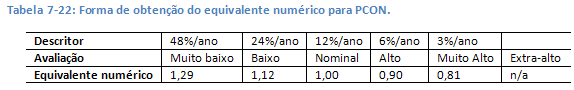 Tabela 7-22: Forma de obtenção do equivalente numérico para PCON.
Descritor 48%/ano 24%/ano 12%/ano 6%/ano 3%/ano
Avaliação Muito baixo Baixo Nominal Alto Muito Alto Extra-alto
Equivalente numérico 1,29 1,12 1,00 0,90 0,81 n/a